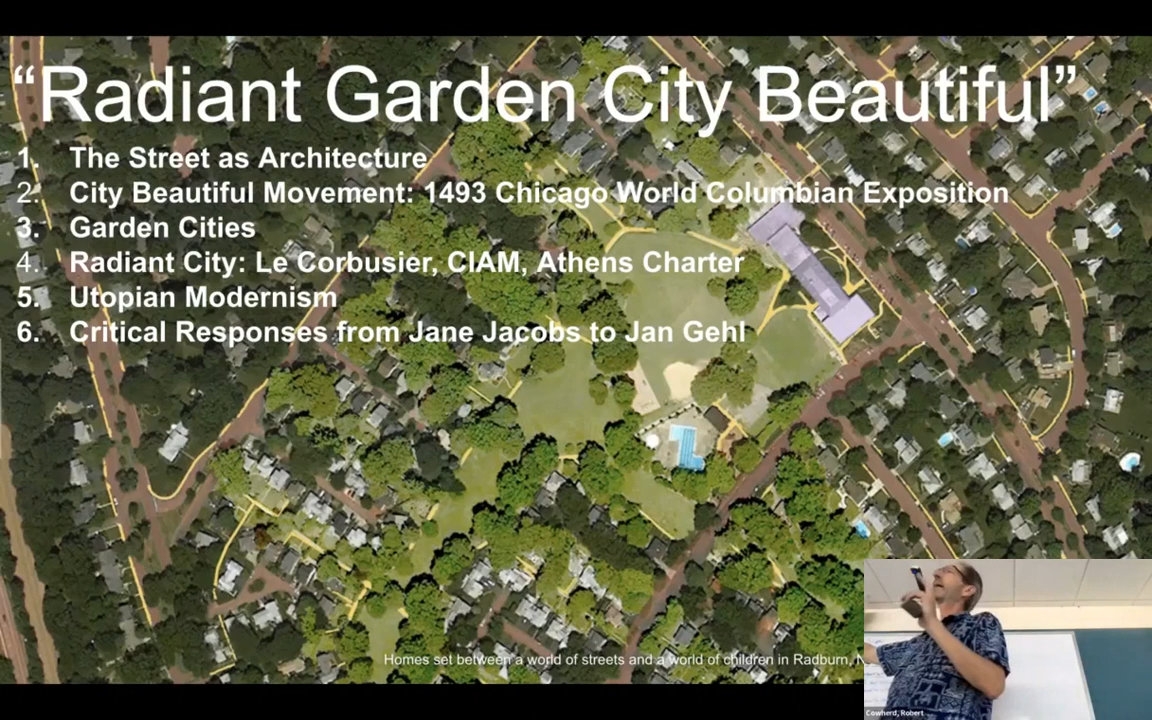 “Radiant Garden City Beautiful”
1. The Street as Architecture
2. City Beautiful Movement: 1493 Chicago World Columbian Exposition
3. Garden Cities
4. Radiant City: Le Corbusier, CIAM, Athens Charter
5. Utopian Modernism
6. Critical Responses from Jane Jacobs to Jan Gehl
Homes set between a world of streets and a world of children in Radburn,
Cowherd, Robert